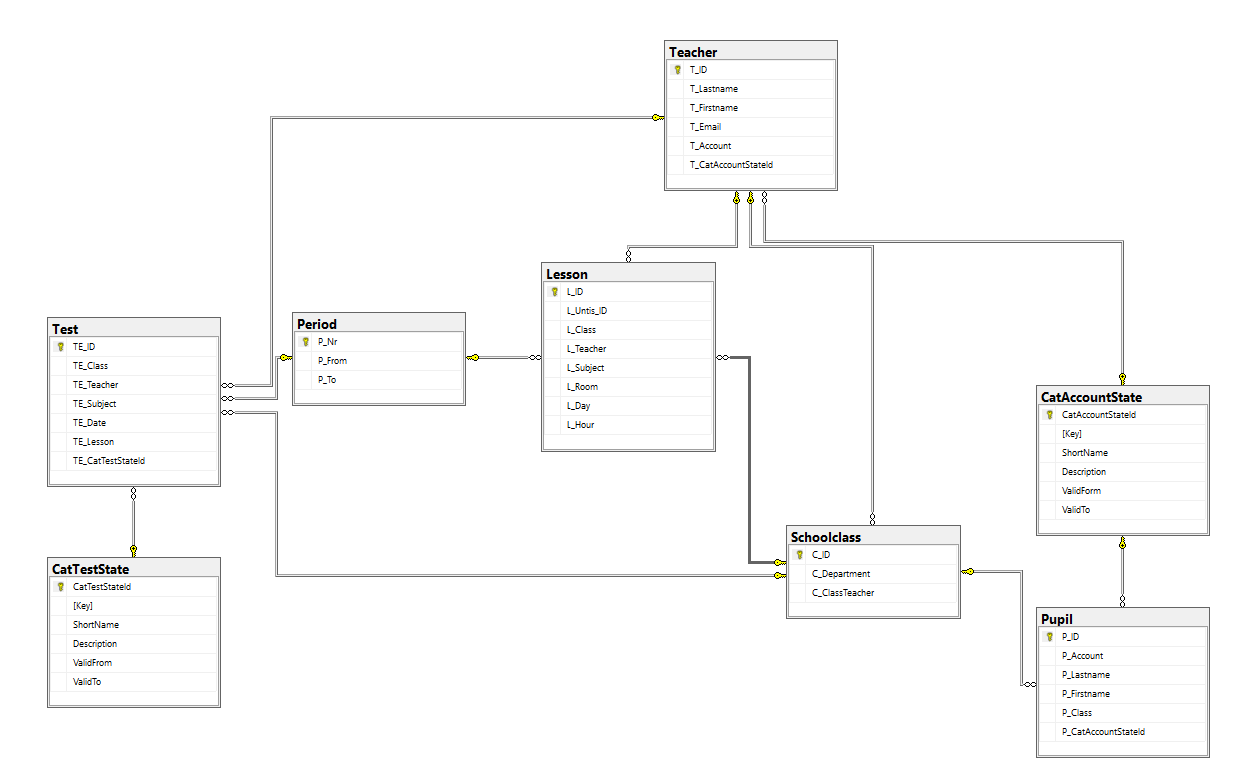 Teacher
T_ID
T_Lastname
T_Firstname
T_Email
T_Account
T_CatAccountStateId
Lesson
L_ID
L_Untis_ID
L_Class
L_Teacher
L_Subject
L_Room
L_Day
L_Hour
Period
P_Nr
P_From
P_To
Test
TE_ID
TE_Class
TE_Teacher
TE_Subject
TE_Date
TE_Lesson
TE_CatTestStateId
CatAccountState
CatAccountStateId
[Key]
ShortName
Description
ValidForm
ValidTo
Schoolclass
C_ID
C_Department
C_ClassTeacher
CatTestState
CatTestStateId
[Key]
ShortName
Description
ValidFrom
ValidTo
Pupil
P_ID
P_Account
P_Lastname
P_Firstname
P_Class
P_CatAccountStateId